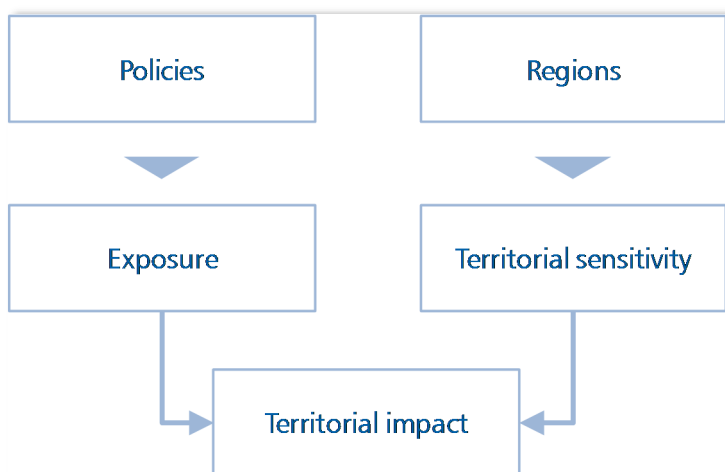 Policies
Regions
Exposure
Territorial sensitivity
Territorial impact